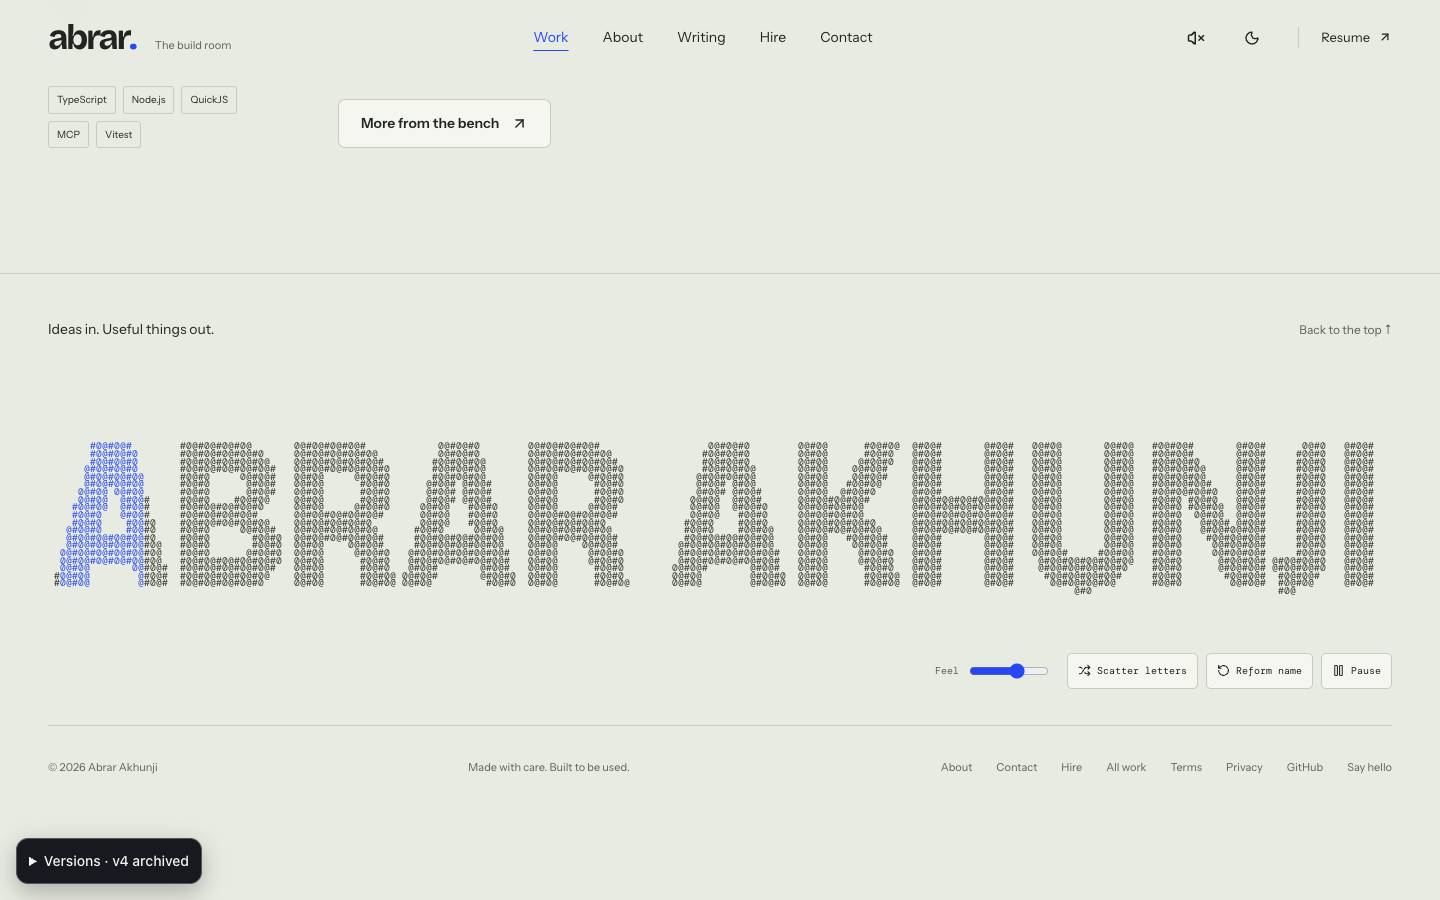 abrar.
The build room
Work
About
Writing
Hire
Contact
Resume
TypeScript
Node.js
QuickJS
MCP
Vitest
More from the bench
Ideas in. Useful things out.
Back to the top ↑
ABRAR AKHUNJI
Feel
Scatter letters
Reform name
Pause
© 2026 Abrar Akhunji
Made with care. Built to be used.
About
Contact
Hire
All work
Terms
Privacy
GitHub
Say hello
Versions · v4 archived